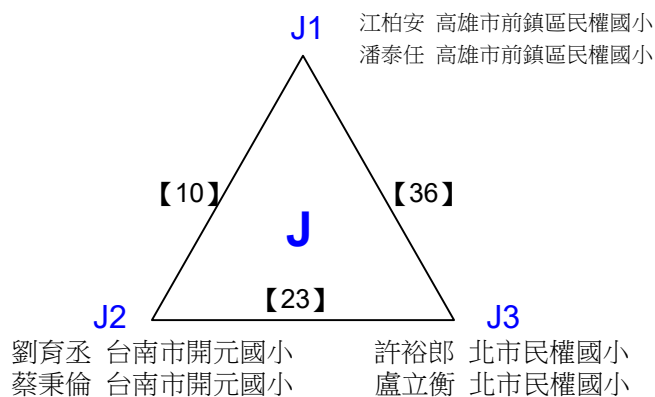 J1
江柏安 高雄市前鎮區民權國小
潘泰任 高雄市前鎮區民權國小
【10】
【36】
J
【23】
J2
J3
劉育丞 台南市開元國小
蔡秉倫 台南市開元國小
許裕郎 北市民權國小
盧立衡 北市民權國小